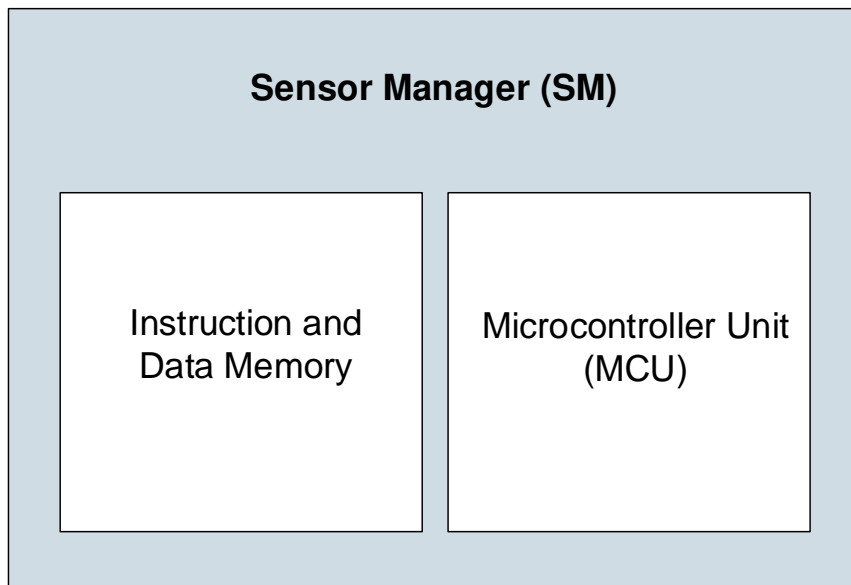 Sensor Manager (SM)
Instruction and
Data Memory
Microcontroller Unit
(MCU)